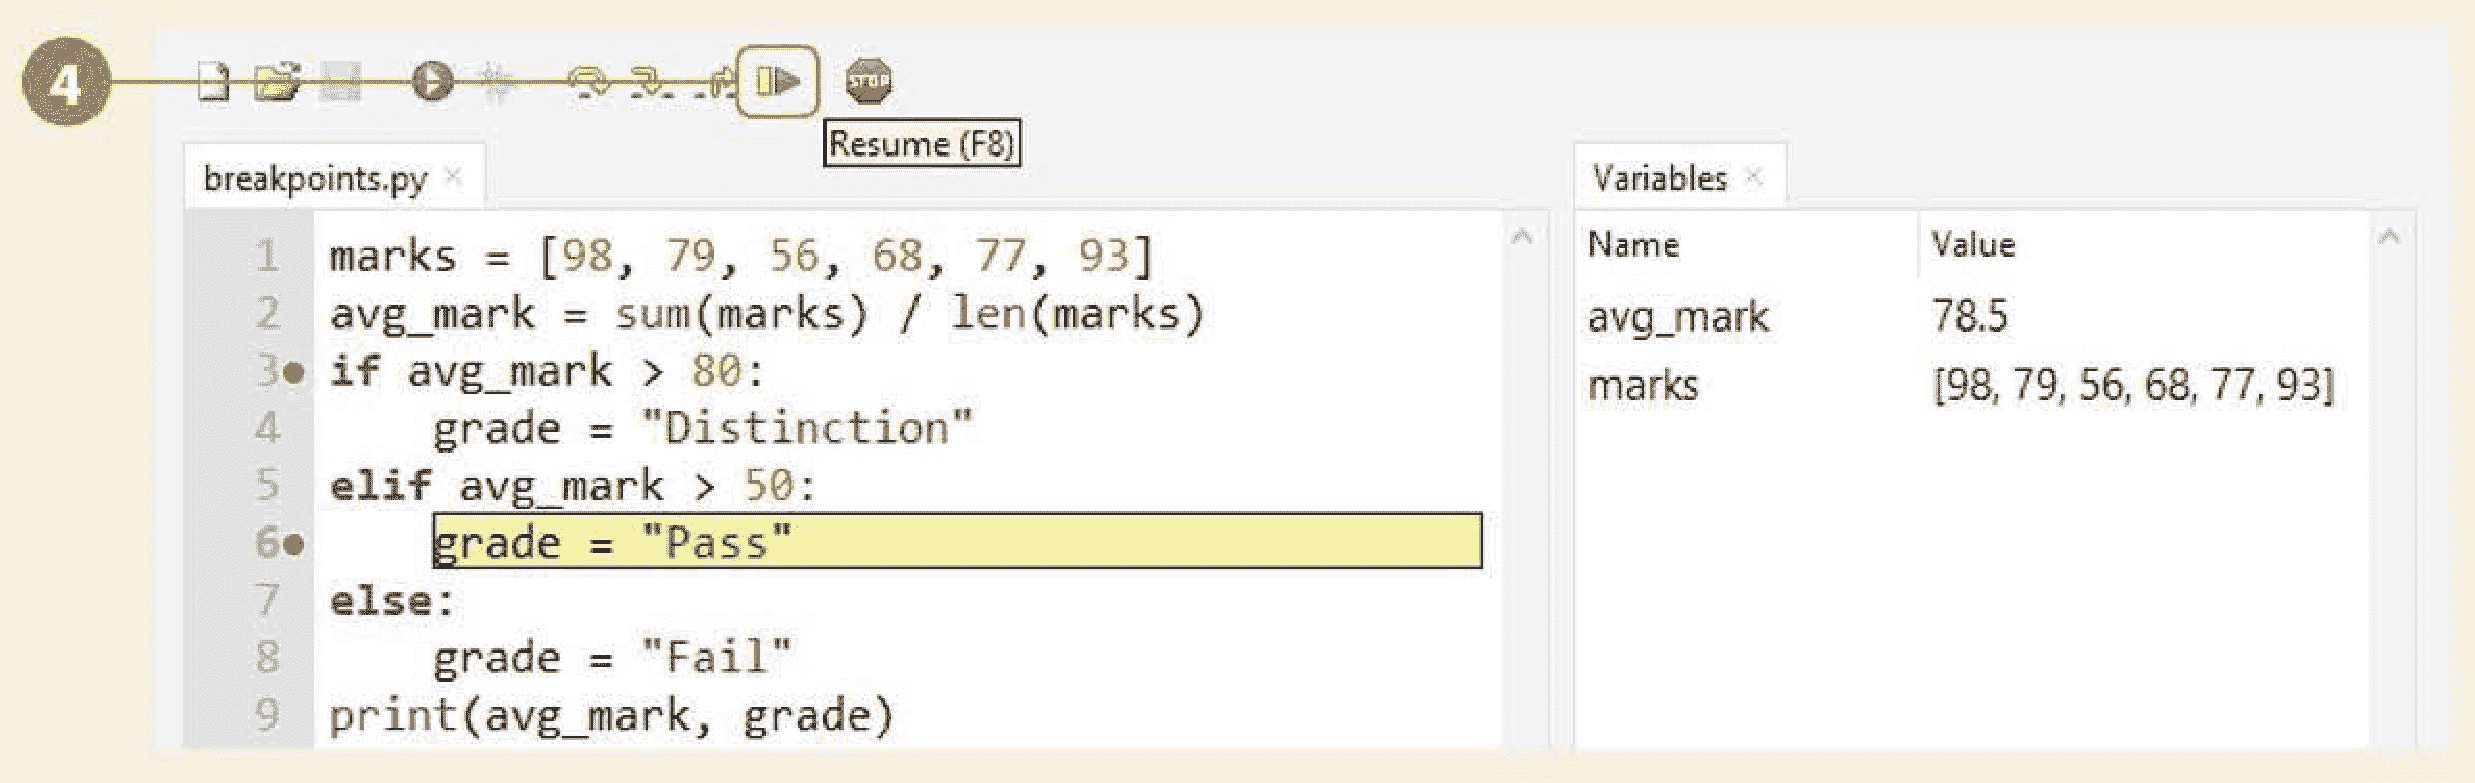 4
STOP
Resume (F8)
breakpoints.py ×
Variables ×
1 marks = [98, 79, 56, 68, 77, 93]
2 avg_mark = sum(marks) / len(marks)
3 if avg_mark > 80:
4     grade = "Distinction"
5 elif avg_mark > 50:
6     grade = "Pass"
7 else:
8     grade = "Fail"
9 print(avg_mark, grade)
Name Value
avg_mark 78.5
marks [98, 79, 56, 68, 77, 93]